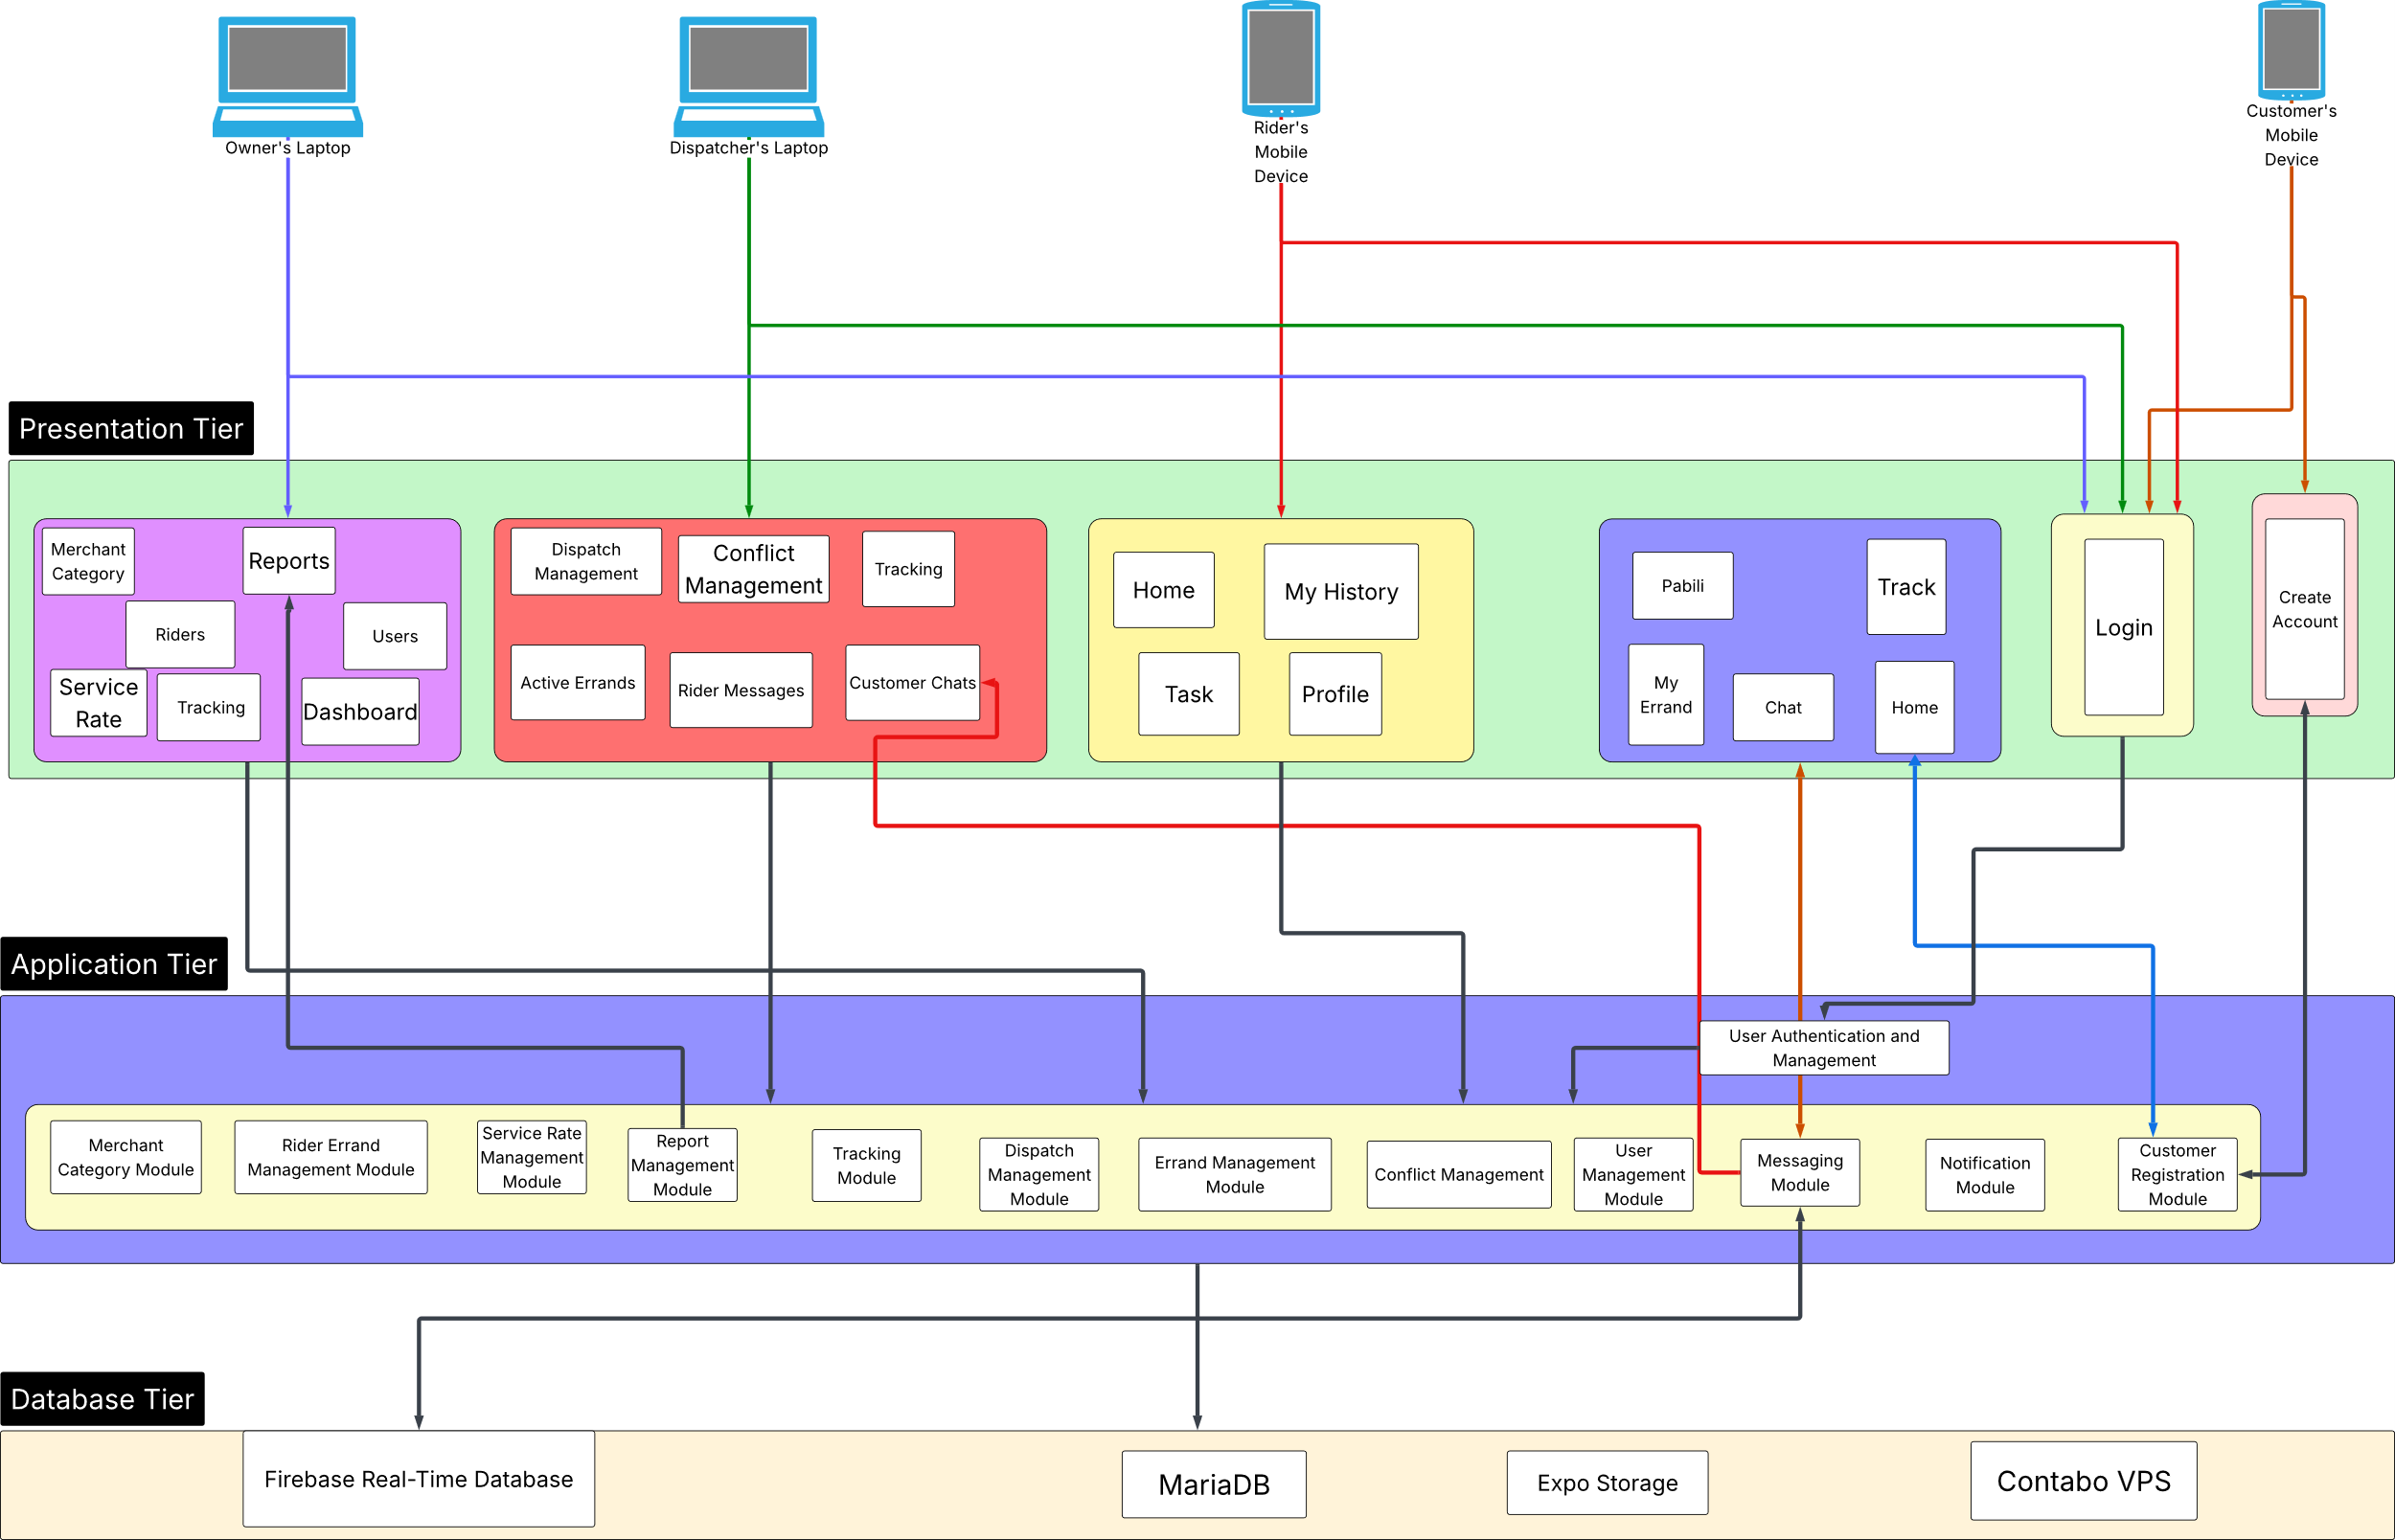 Owner's Laptop
Dispatcher's Laptop
Rider's
Mobile
Device
Customer's
Mobile
Device
Presentation Tier
Merchant
Category
Reports
Riders
Users
Service
Rate
Tracking
Dashboard
Dispatch
Management
Conflict
Management
Tracking
Active Errands
Rider Messages
Customer Chats
Home
My History
Task
Profile
Pabili
Track
My
Errand
Chat
Home
Login
Create
Account
Application Tier
User Authentication and
Management
Merchant
Category Module
Rider Errand
Management Module
Service Rate
Management
Module
Report
Management
Module
Tracking
Module
Dispatch
Management
Module
Errand Management
Module
Conflict Management
User
Management
Module
Messaging
Module
Notification
Module
Customer
Registration
Module
Database Tier
Firebase Real-Time Database
MariaDB
Expo Storage
Contabo VPS